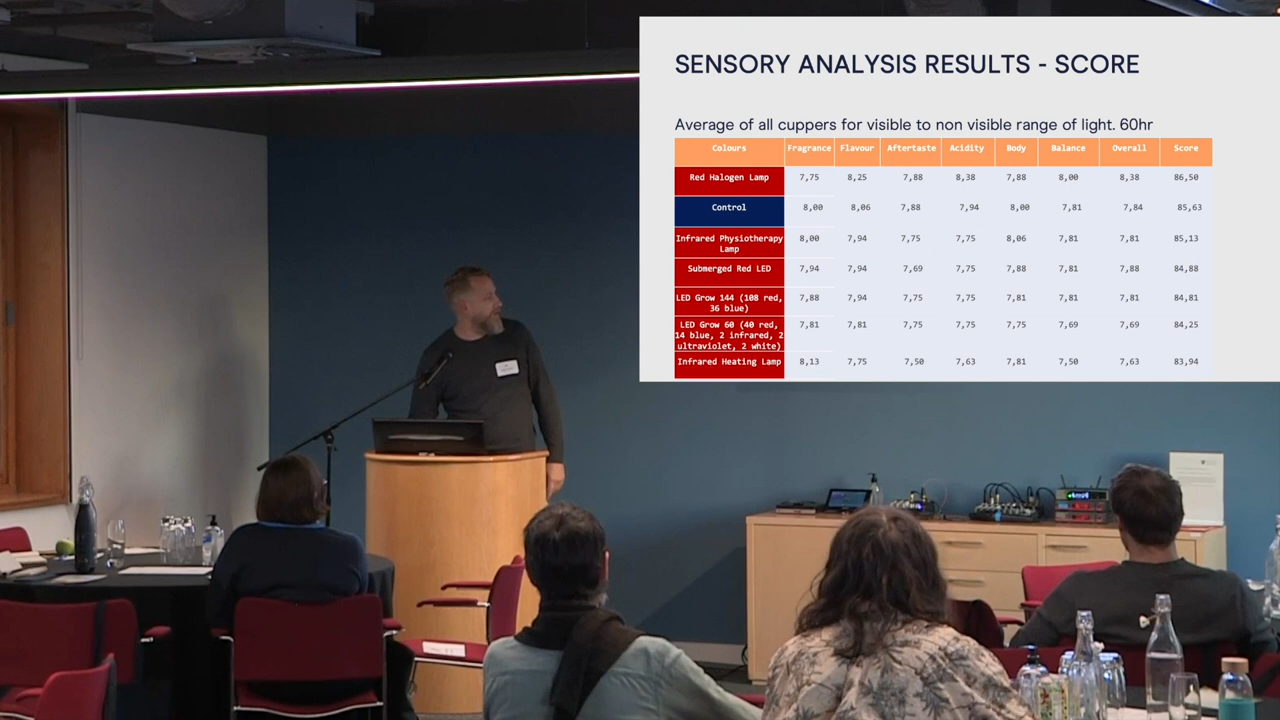 SENSORY ANALYSIS RESULTS - SCORE
Average of all cuppers for visible to non visible range of light. 60hr
Colours Fragrance Flavour Aftertaste Acidity Body Balance Overall Score
Red Halogen Lamp 7,75 8,25 7,88 8,38 7,88 8,00 8,38 86,50
Control 8,00 8,06 7,88 7,94 8,00 7,81 7,84 85,63
Infrared Physiotherapy
Lamp 8,00 7,94 7,75 7,75 8,06 7,81 7,81 85,13
Submerged Red LED 7,94 7,94 7,69 7,75 7,88 7,81 7,88 84,88
LED Grow 144 (108 red,
36 blue) 7,88 7,94 7,75 7,75 7,81 7,81 7,81 84,81
LED Grow 60 (40 red,
14 blue, 2 infrared, 2
ultraviolet, 2 white) 7,81 7,81 7,75 7,75 7,75 7,69 7,69 84,25
Infrared Heating Lamp 8,13 7,75 7,50 7,63 7,81 7,50 7,63 83,94